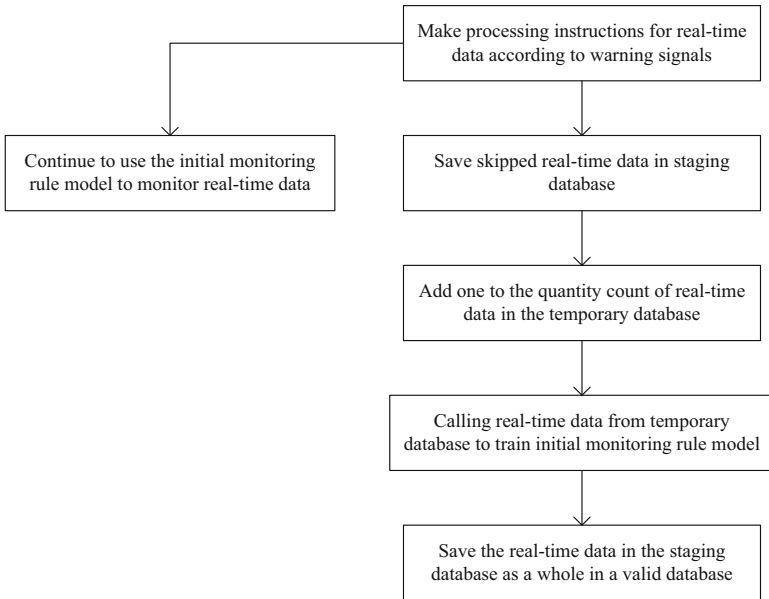 Make processing instructions for real-time
data according to warning signals
Continue to use the initial monitoring
rule model to monitor real-time data
Save skipped real-time data in staging
database
Add one to the quantity count of real-time
data in the temporary database
Calling real-time data from temporary
database to train initial monitoring rule model
Save the real-time data in the staging
database as a whole in a valid database